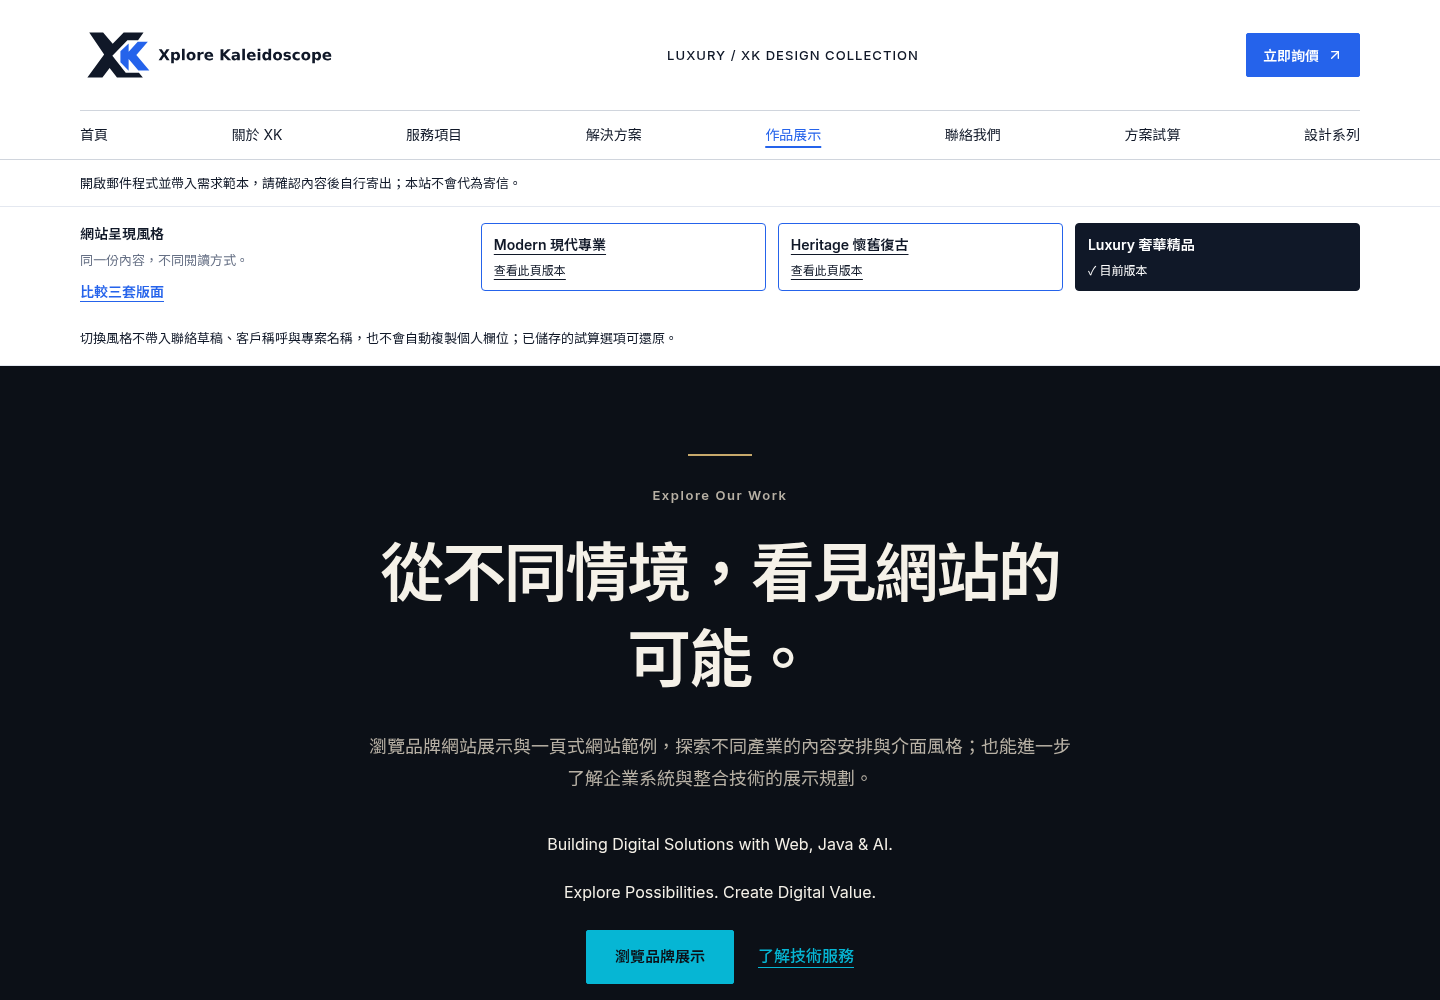 XK Xplore Kaleidoscope
LUXURY / XK DESIGN COLLECTION
立即詢價
首頁 關於 XK 服務項目 解決方案 作品展示 聯絡我們 方案試算 設計系列
開啟郵件程式並帶入需求範本，請確認內容後自行寄出；本站不會代為寄信。
網站呈現風格
同一份內容，不同閱讀方式。
比較三套版面
Modern 現代專業
查看此頁版本
Heritage 懷舊復古
查看此頁版本
Luxury 奢華精品
✓ 目前版本
切換風格不帶入聯絡草稿、客戶稱呼與專案名稱，也不會自動複製個人欄位；已儲存的試算選項可還原。
Explore Our Work
從不同情境，看見網站的
可能。
瀏覽品牌網站展示與一頁式網站範例，探索不同產業的內容安排與介面風格；也能進一步
了解企業系統與整合技術的展示規劃。
Building Digital Solutions with Web, Java & AI.
Explore Possibilities. Create Digital Value.
瀏覽品牌展示 了解技術服務